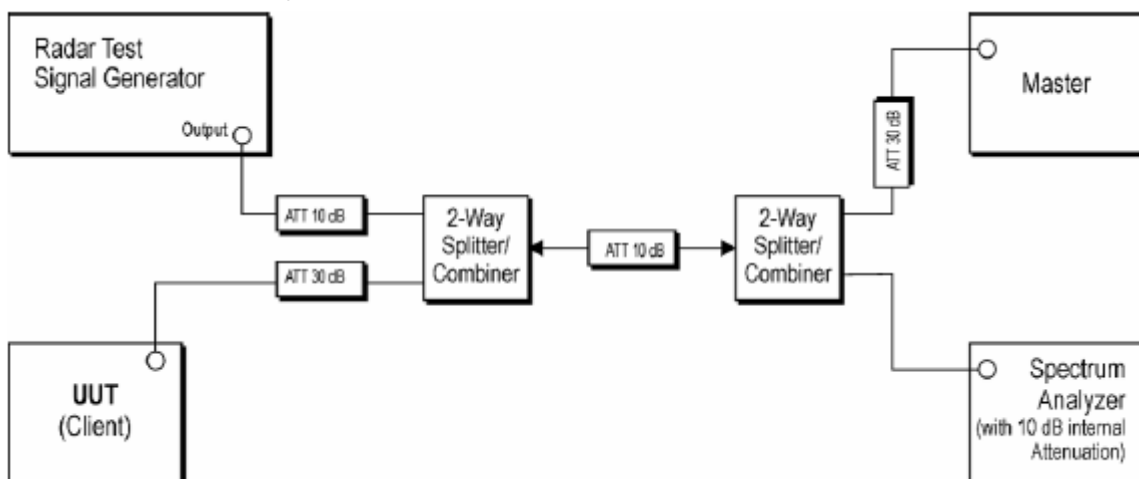 Radar Test
Signal Generator
Output
Master
ATT 30 dB
ATT 10 dB
2-Way
Splitter/
Combiner
ATT 10 dB
2-Way
Splitter/
Combiner
ATT 30 dB
UUT
(Client)
Spectrum
Analyzer
(with 10 dB internal
Attenuation)